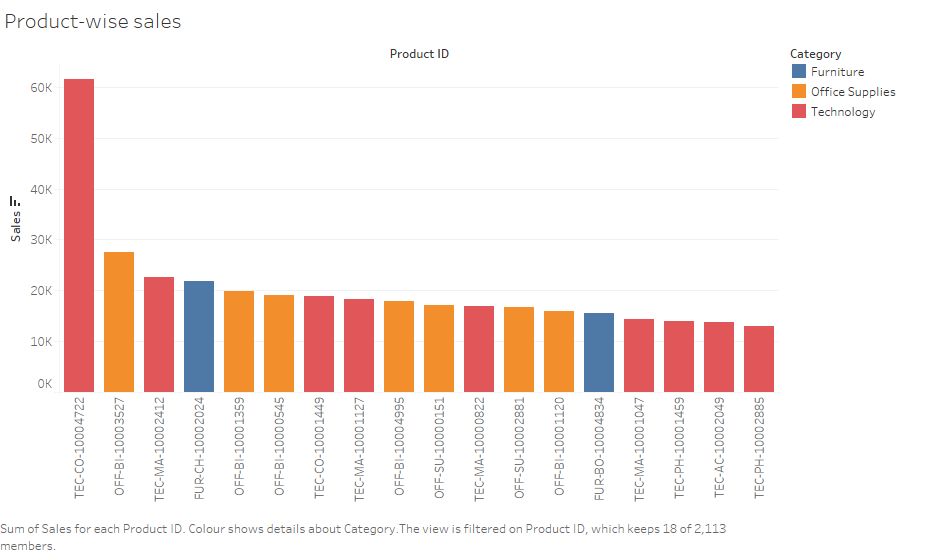 Product-wise sales
Product ID
Category
Furniture
Office Supplies
Technology
Sales
60K
50K
40K
30K
20K
10K
0K
TEC-CO-10004722
OFF-BI-10003527
TEC-MA-10002412
FUR-CH-10002024
OFF-BI-10001359
OFF-BI-10000545
TEC-CO-10001449
TEC-MA-10001127
OFF-BI-10004995
OFF-SU-10000151
TEC-MA-10000822
OFF-SU-10002881
OFF-BI-10001120
FUR-BO-10004834
TEC-MA-10001047
TEC-PH-10001459
TEC-AC-10002049
TEC-PH-10002885
Sum of Sales for each Product ID. Colour shows details about Category.The view is filtered on Product ID, which keeps 18 of 2,113
members.